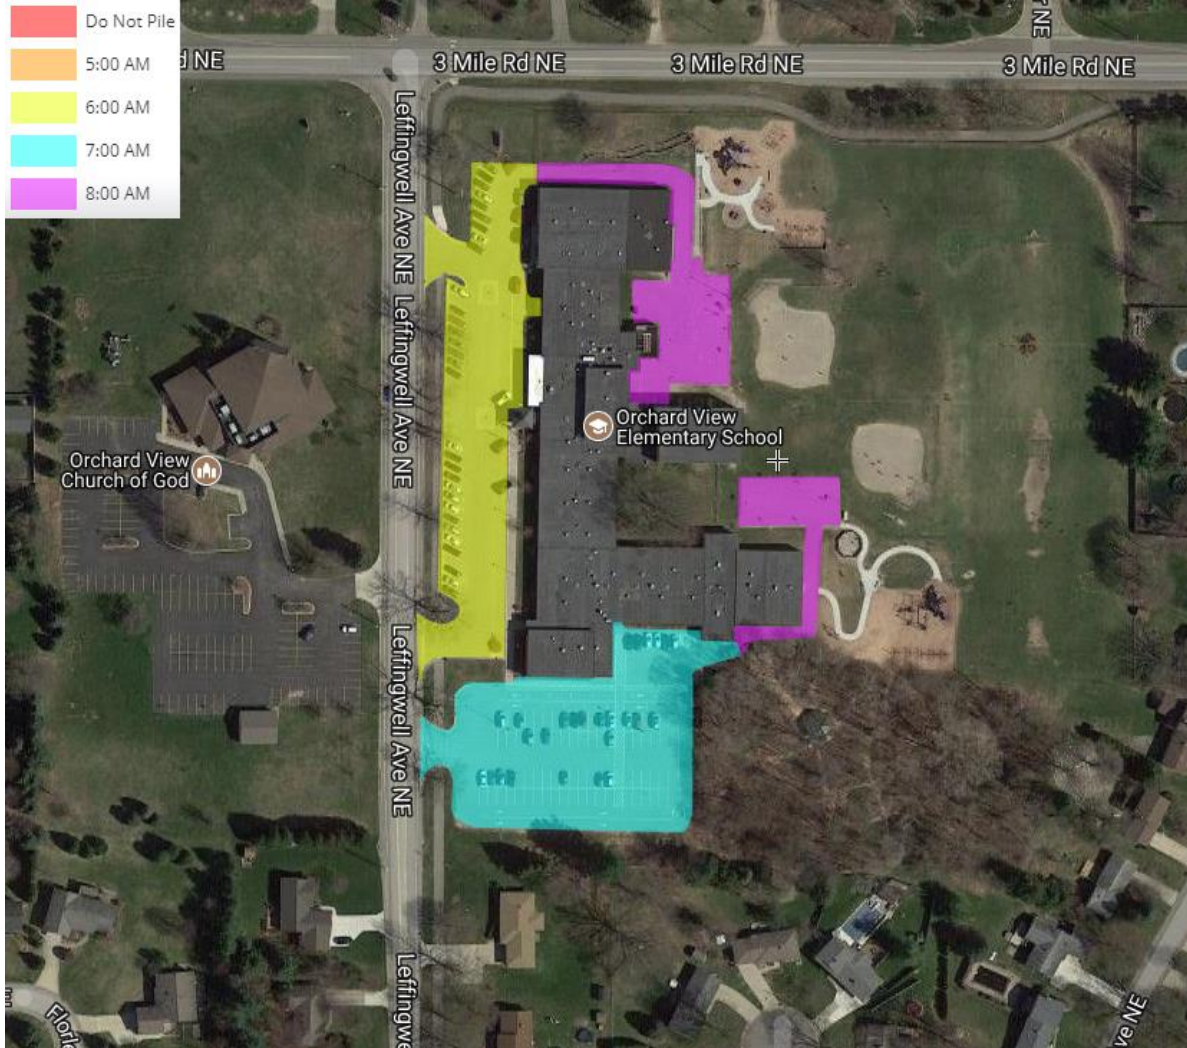 Do Not Pile
5:00 AM
6:00 AM
7:00 AM
8:00 AM
d NE
3 Mile Rd NE
3 Mile Rd NE
3 Mile Rd NE
r NE
Leffingwell Ave NE
Leffingwell Ave NE
Orchard View
Elementary School
Orchard View
Church of God
Leffingwell Ave NE
Leffingwe
Florle
ve NE